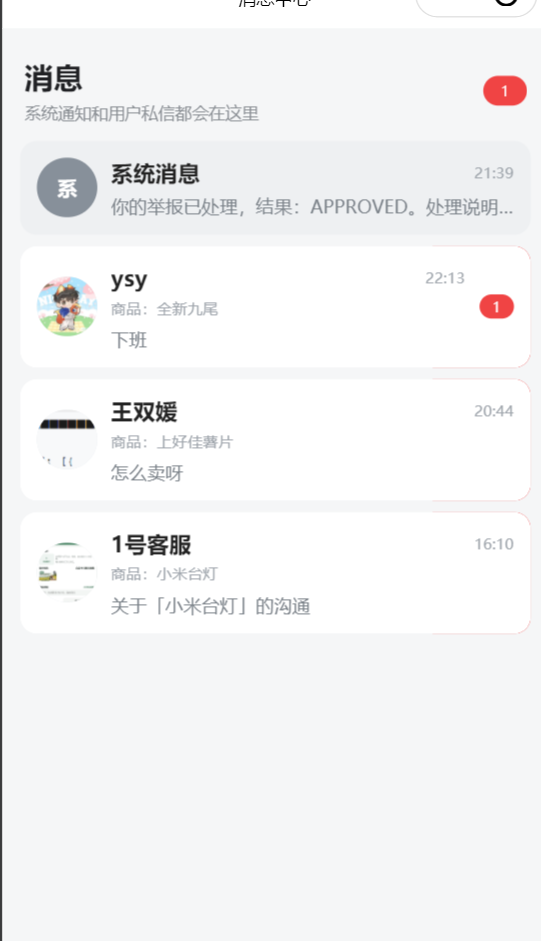 消息中心
消息
1
系统通知和用户私信都会在这里
系
系统消息
21:39
你的举报已处理，结果：APPROVED。处理说明...
ysy
22:13
商品：全新九尾
1
下班
王双媛
20:44
商品：上好佳薯片
怎么卖呀
1号客服
16:10
商品：小米台灯
关于「小米台灯」的沟通